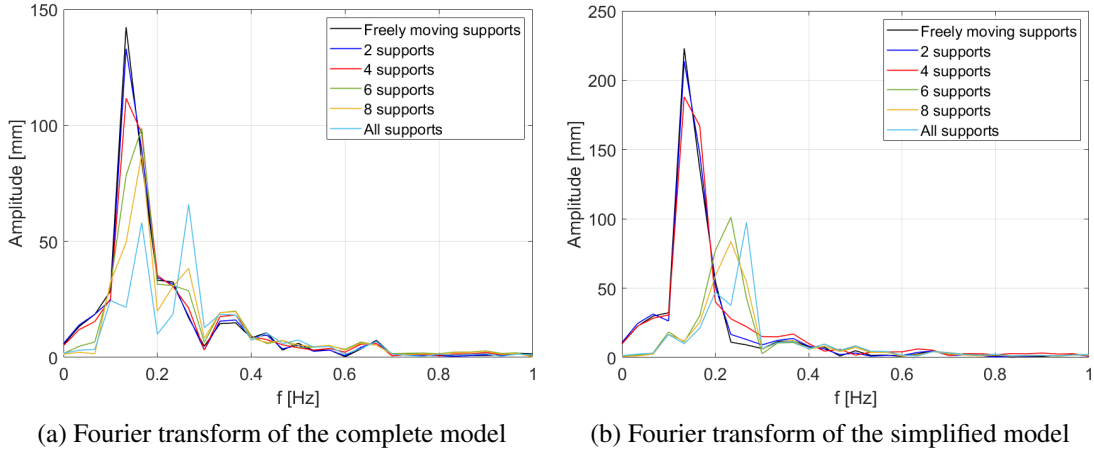 150
100
50
0
Amplitude [mm]
0
0.2
0.4
0.6
0.8
1
f [Hz]
Freely moving supports
2 supports
4 supports
6 supports
8 supports
All supports
(a) Fourier transform of the complete model
250
200
150
100
50
0
Amplitude [mm]
0
0.2
0.4
0.6
0.8
1
f [Hz]
Freely moving supports
2 supports
4 supports
6 supports
8 supports
All supports
(b) Fourier transform of the simplified model